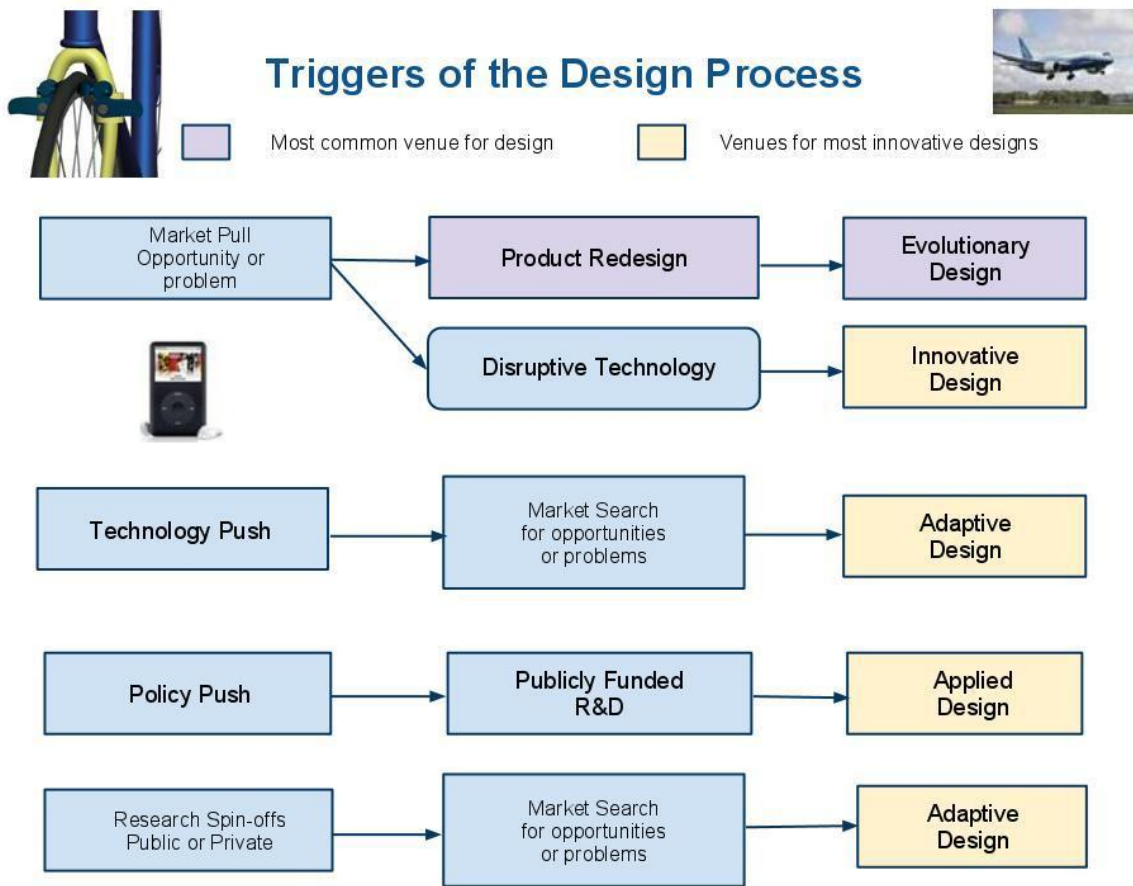 Triggers of the Design Process
Most common venue for design
Venues for most innovative designs
Market Pull
Opportunity or
problem
Product Redesign
Evolutionary
Design
Disruptive Technology
Innovative
Design
Technology Push
Market Search
for opportunities
or problems
Adaptive
Design
Policy Push
Publicly Funded
R&D
Applied
Design
Research Spin-offs
Public or Private
Market Search
for opportunities
or problems
Adaptive
Design